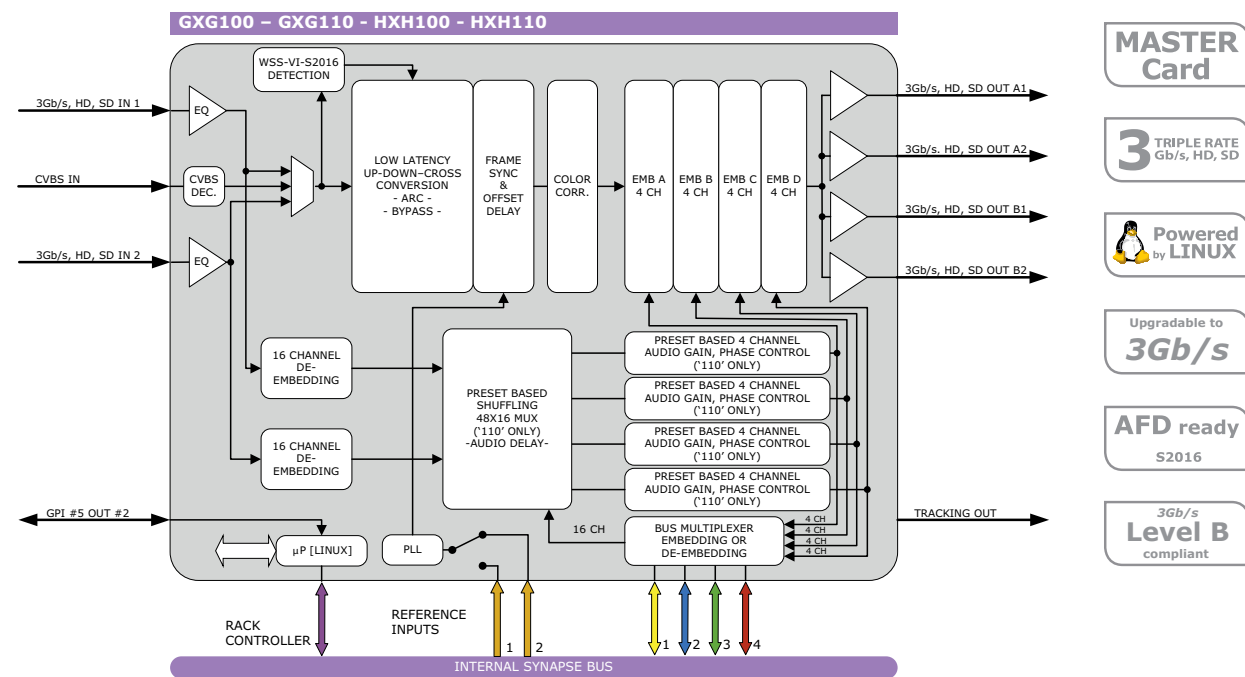 GXG100 – GXG110 - HXH100 - HXH110
WSS-VI-S2016
DETECTION
3Gb/s, HD, SD IN 1
EQ
CVBS IN
CVBS
DEC.
3Gb/s, HD, SD IN 2
EQ
LOW LATENCY
UP-DOWN–CROSS
CONVERSION
- ARC -
- BYPASS -
FRAME
SYNC
&
OFFSET
DELAY
COLOR
CORR.
EMB A
4 CH
EMB B
4 CH
EMB C
4 CH
EMB D
4 CH
3Gb/s, HD, SD OUT A1
3Gb/s. HD, SD OUT A2
3Gb/s, HD, SD OUT B1
3Gb/s, HD, SD OUT B2
16 CHANNEL
DE-
EMBEDDING
16 CHANNEL
DE-
EMBEDDING
PRESET BASED
SHUFFLING
48X16 MUX
('110' ONLY)
-AUDIO DELAY-
PRESET BASED 4 CHANNEL
AUDIO GAIN, PHASE CONTROL
('110' ONLY)
PRESET BASED 4 CHANNEL
AUDIO GAIN, PHASE CONTROL
('110' ONLY)
PRESET BASED 4 CHANNEL
AUDIO GAIN, PHASE CONTROL
('110' ONLY)
PRESET BASED 4 CHANNEL
AUDIO GAIN, PHASE CONTROL
('110' ONLY)
GPI #5 OUT #2
µP [LINUX]
PLL
16 CH
BUS MULTIPLEXER
EMBEDDING OR
DE-EMBEDDING
4 CH
4 CH
4 CH
4 CH
TRACKING OUT
RACK
CONTROLLER
REFERENCE
INPUTS
1
2
1
2
3
4
INTERNAL SYNAPSE BUS
MASTER
Card
3 TRIPLE RATE
Gb/s, HD, SD
Powered
by LINUX
Upgradable to
3Gb/s
AFD ready
S2016
3Gb/s
Level B
compliant